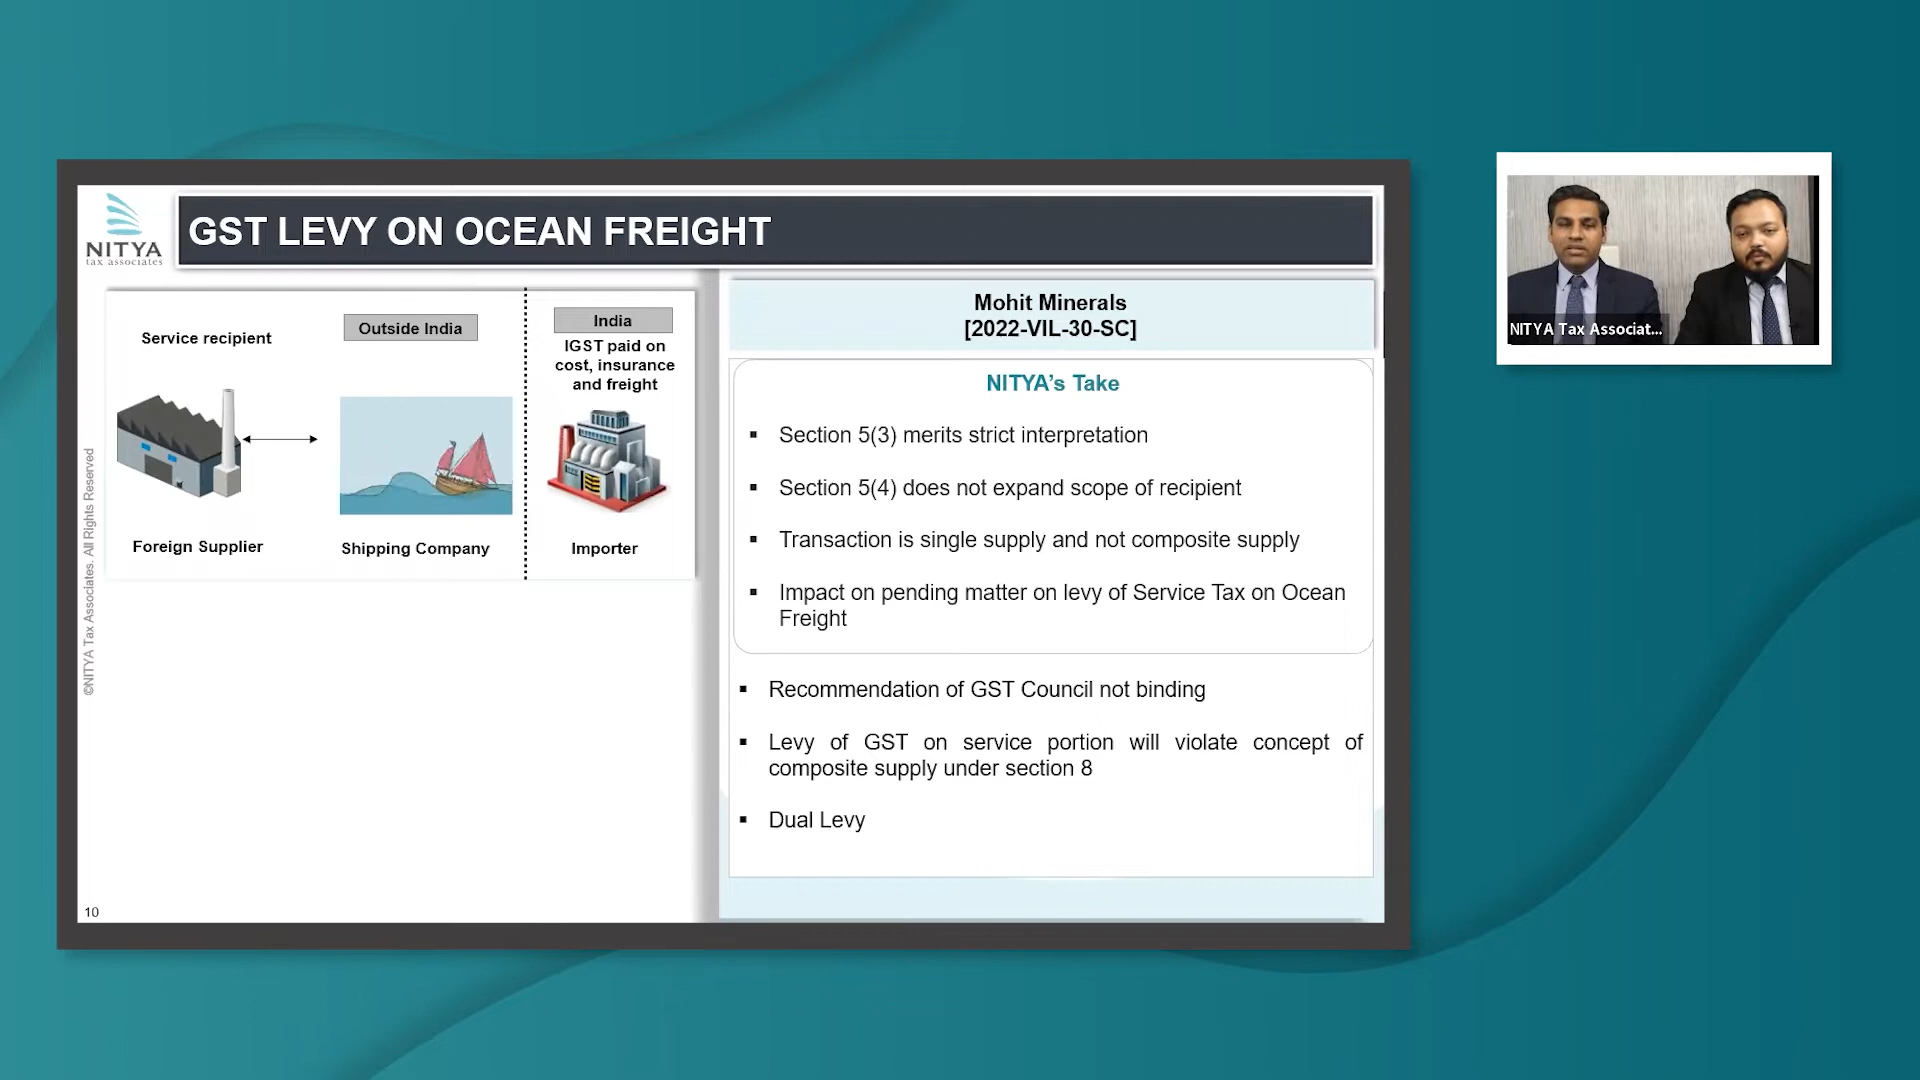 NITYA
tax associates
GST LEVY ON OCEAN FREIGHT
Service recipient
Outside India
India
IGST paid on
cost, insurance
and freight
Foreign Supplier
Shipping Company
Importer
©NITYA Tax Associates. All Rights Reserved
10
Mohit Minerals
[2022-VIL-30-SC]
NITYA’s Take
▪ Section 5(3) merits strict interpretation
▪ Section 5(4) does not expand scope of recipient
▪ Transaction is single supply and not composite supply
▪ Impact on pending matter on levy of Service Tax on Ocean
Freight
▪ Recommendation of GST Council not binding
▪ Levy of GST on service portion will violate concept of
composite supply under section 8
▪ Dual Levy
NITYA Tax Associat...